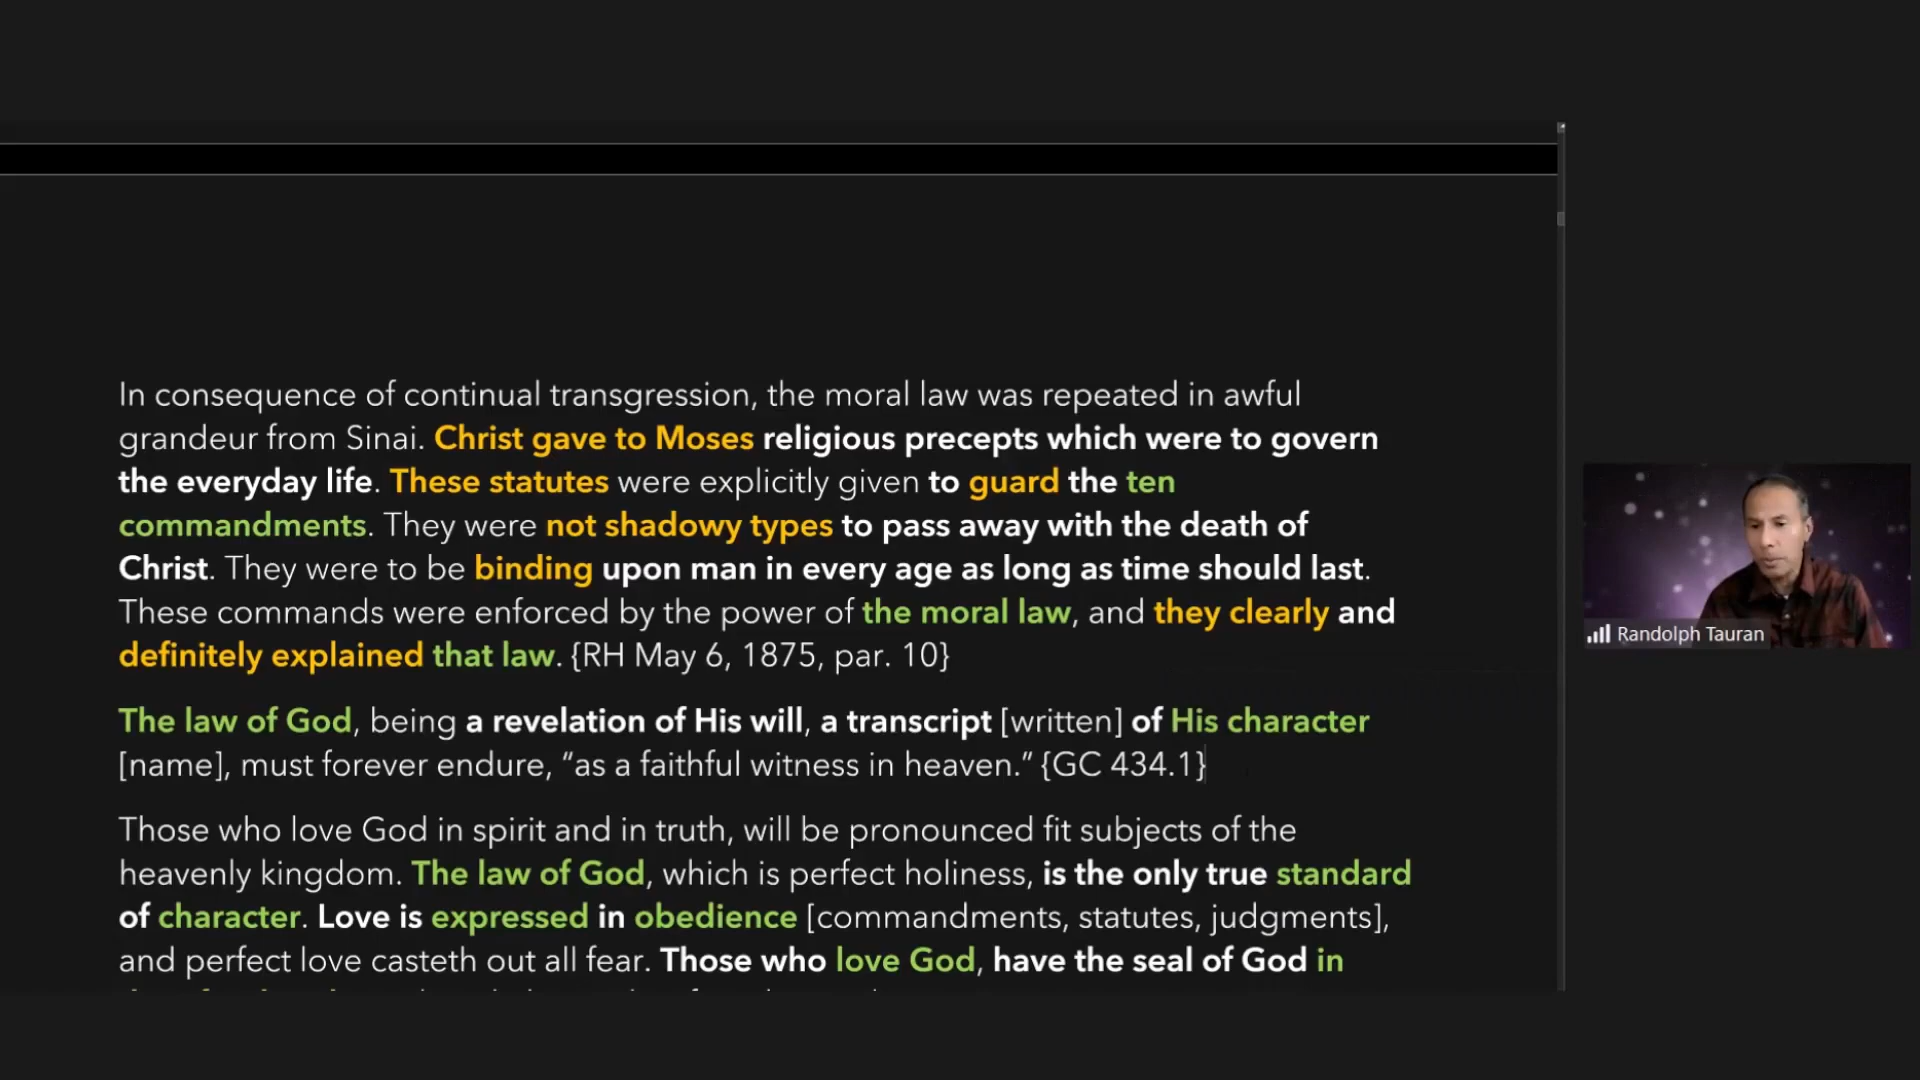 In consequence of continual transgression, the moral law was repeated in awful
grandeur from Sinai. Christ gave to Moses religious precepts which were to govern
the everyday life. These statutes were explicitly given to guard the ten
commandments. They were not shadowy types to pass away with the death of
Christ. They were to be binding upon man in every age as long as time should last.
These commands were enforced by the power of the moral law, and they clearly and
definitely explained that law. {RH May 6, 1875, par. 10}
The law of God, being a revelation of His will, a transcript [written] of His character
[name], must forever endure, “as a faithful witness in heaven.” {GC 434.1}
Those who love God in spirit and in truth, will be pronounced fit subjects of the
heavenly kingdom. The law of God, which is perfect holiness, is the only true standard
of character. Love is expressed in obedience [commandments, statutes, judgments],
and perfect love casteth out all fear. Those who love God, have the seal of God in
Randolph Tauran